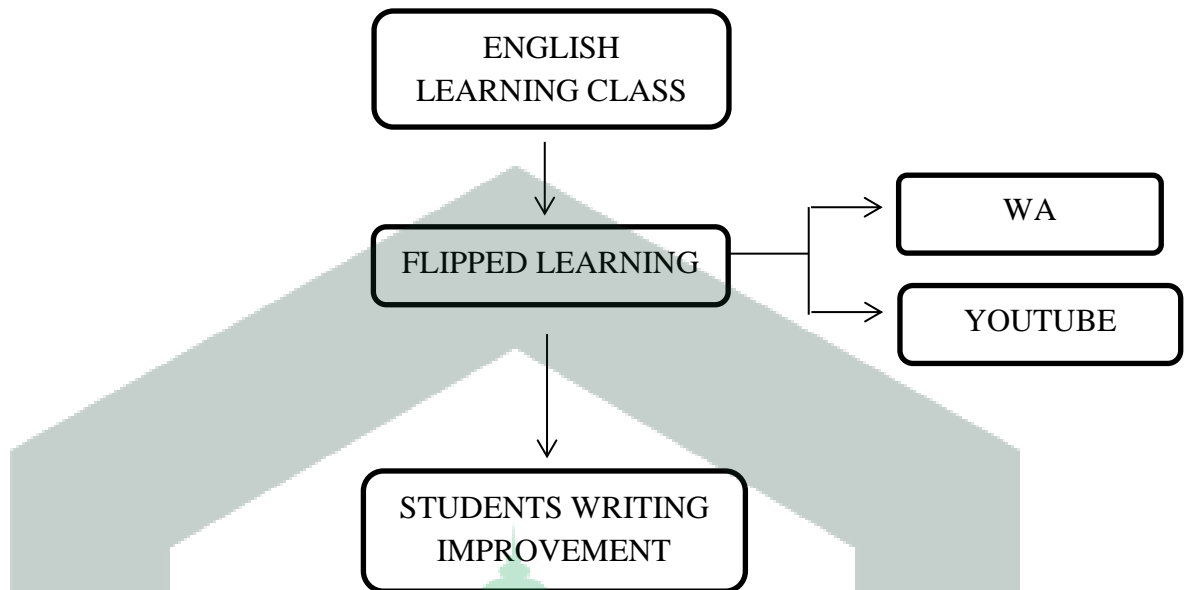 ENGLISH
LEARNING CLASS
FLIPPED LEARNING
WA
YOUTUBE
STUDENTS WRITING
IMPROVEMENT